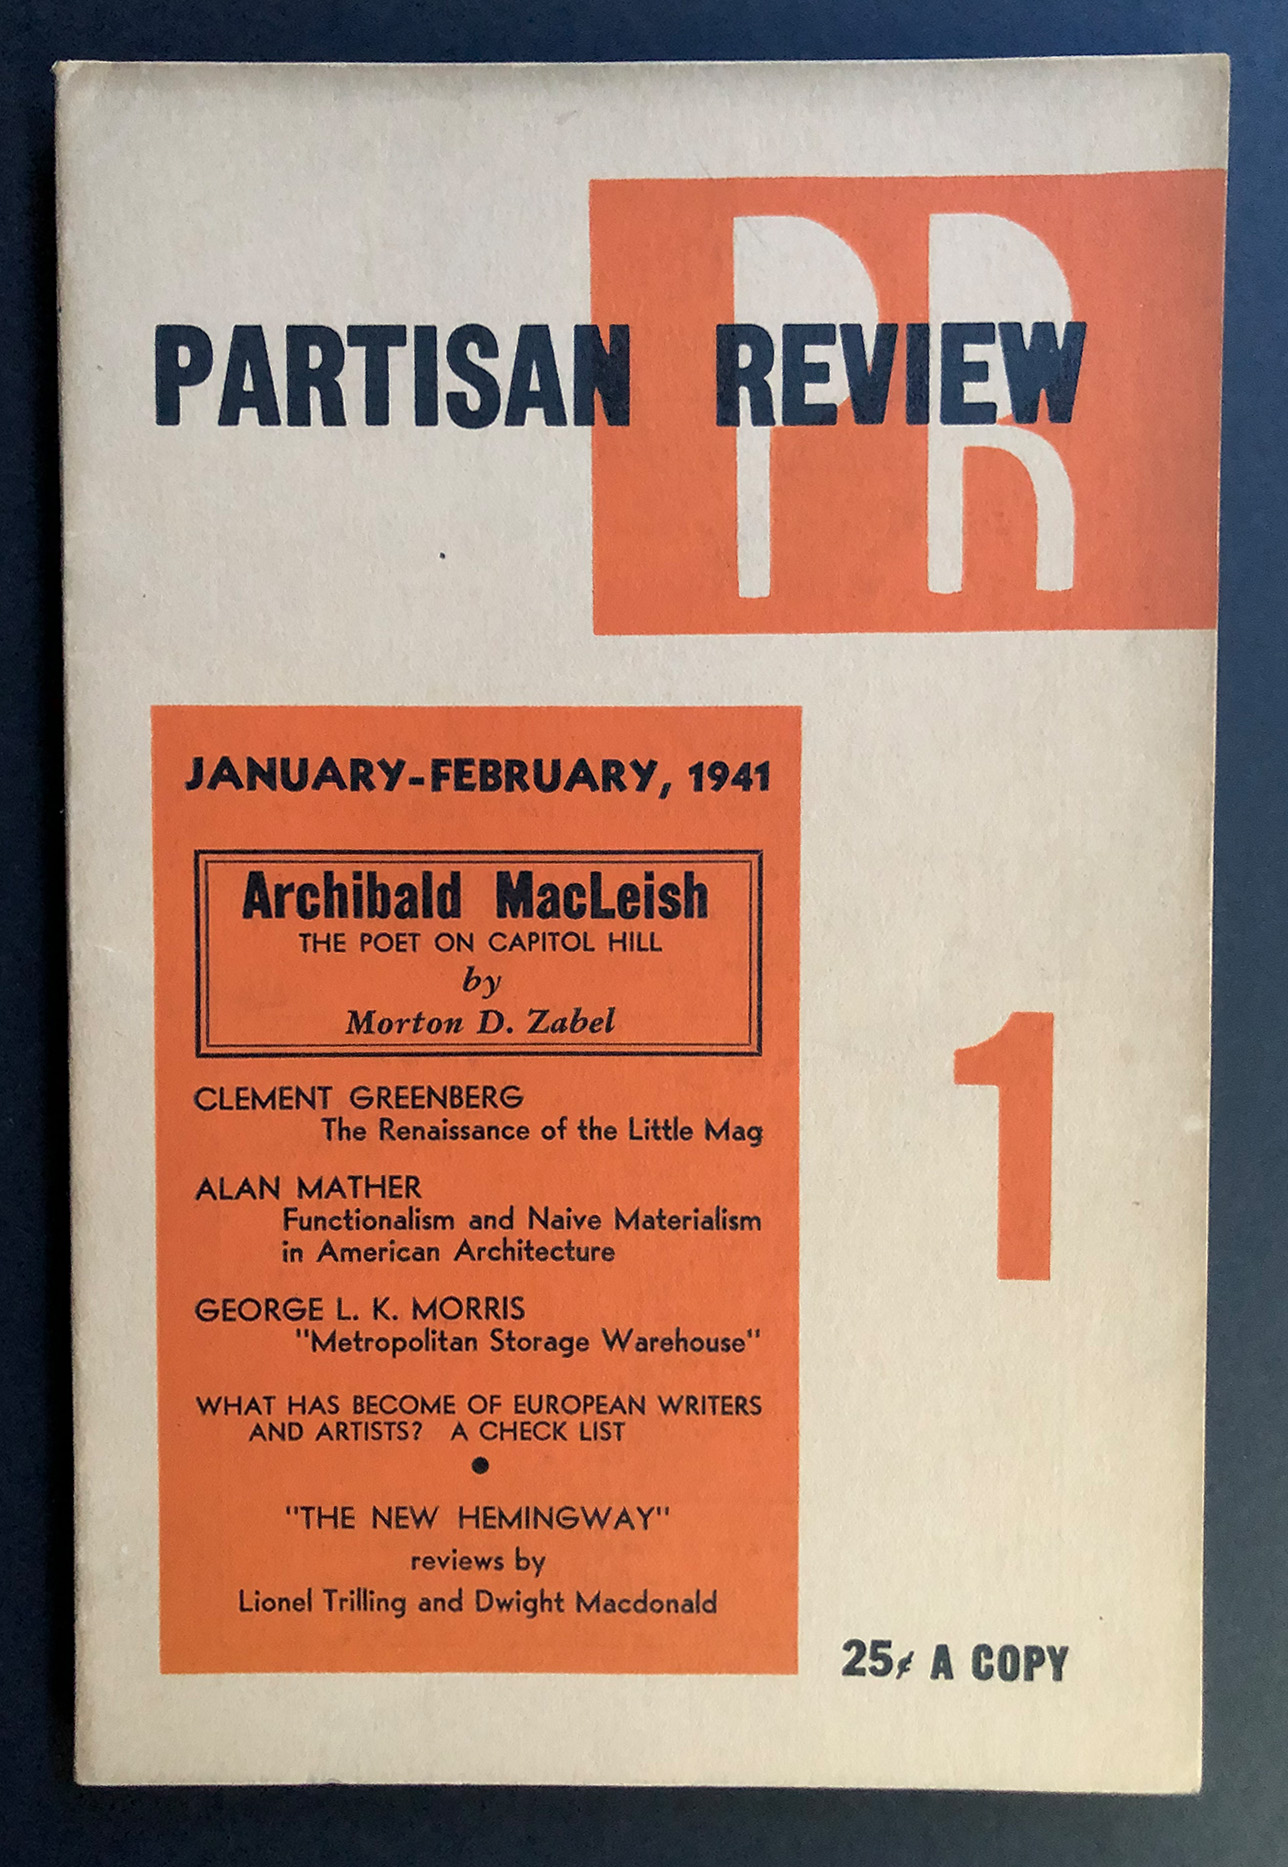 PR
PARTISAN REVIEW
JANUARY-FEBRUARY, 1941
Archibald MacLeish
THE POET ON CAPITOL HILL
by
Morton D. Zabel
CLEMENT GREENBERG
The Renaissance of the Little Mag
ALAN MATHER
Functionalism and Naive Materialism
in American Architecture
GEORGE L. K. MORRIS
"Metropolitan Storage Warehouse"
WHAT HAS BECOME OF EUROPEAN WRITERS
AND ARTISTS? A CHECK LIST
"THE NEW HEMINGWAY"
reviews by
Lionel Trilling and Dwight Macdonald
1
25¢ A COPY